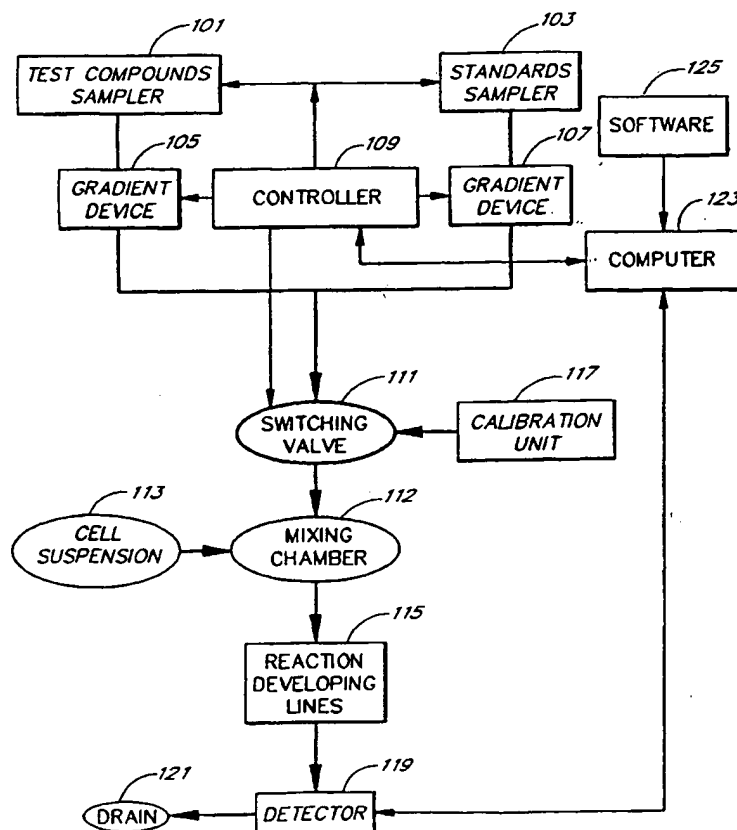 101
TEST COMPOUNDS
SAMPLER
103
STANDARDS
SAMPLER
125
SOFTWARE
105
GRADIENT
DEVICE
109
CONTROLLER
107
GRADIENT
DEVICE
123
COMPUTER
111
SWITCHING
VALVE
117
CALIBRATION
UNIT
113
CELL
SUSPENSION
112
MIXING
CHAMBER
115
REACTION
DEVELOPING
LINES
121
DRAIN
119
DETECTOR